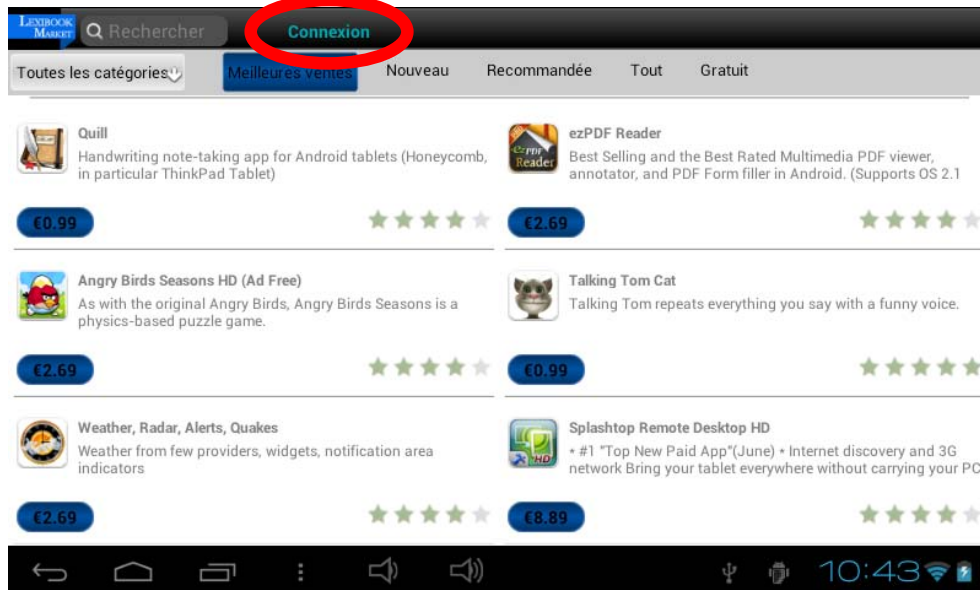 LEXIBOOK
MARKET
Rechercher
Connexion
Toutes les catégories
Meilleures ventes
Nouveau
Recommandée
Tout
Gratuit
Quill
Handwriting note-taking app for Android tablets (Honeycomb,
in particular ThinkPad Tablet)
€0.99
ezPDF
Reader
ezPDF Reader
Best Selling and the Best Rated Multimedia PDF viewer,
annotator, and PDF Form filler in Android. (Supports OS 2.1
€2.69
Angry Birds Seasons HD (Ad Free)
As with the original Angry Birds, Angry Birds Seasons is a
physics-based puzzle game.
€2.69
Talking Tom Cat
Talking Tom repeats everything you say with a funny voice.
€0.99
Weather, Radar, Alerts, Quakes
Weather from few providers, widgets, notification area
indicators
€2.69
HD
Splashtop Remote Desktop HD
* #1 "Top New Paid App"(June) * Internet discovery and 3G
network Bring your tablet everywhere without carrying your PC
€8.89
10:43